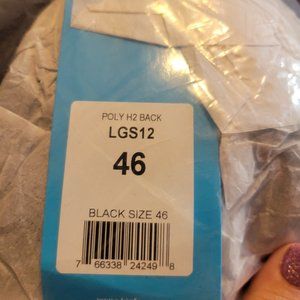 POLY H2 BACK
LGS12
46
BLACK SIZE 46
7 66338 24249 8